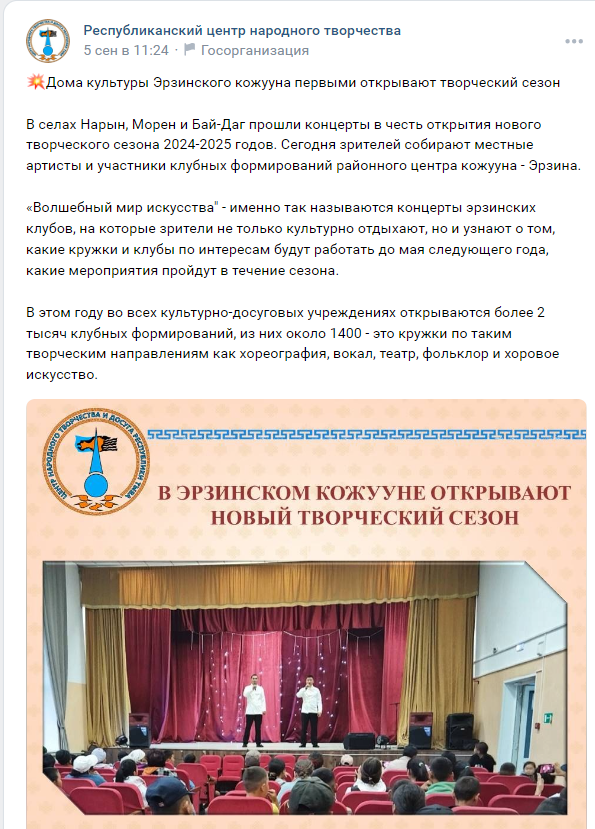 Республиканский центр народного творчества
5 сен в 11:24 · Госорганизация
Дома культуры Эрзинского кожууна первыми открывают творческий сезон
В селах Нарын, Морен и Бай-Даг прошли концерты в честь открытия нового
творческого сезона 2024-2025 годов. Сегодня зрителей собирают местные
артисты и участники клубных формирований районного центра кожууна - Эрзина.
«Волшебный мир искусства" - именно так называются концерты эрзинских
клубов, на которые зрители не только культурно отдыхают, но и узнают о том,
какие кружки и клубы по интересам будут работать до мая следующего года,
какие мероприятия пройдут в течение сезона.
В этом году во всех культурно-досуговых учреждениях открываются более 2
тысяч клубных формирований, из них около 1400 - это кружки по таким
творческим направлениям как хореография, вокал, театр, фольклор и хоровое
искусство.
ЦЕНТР НАРОДНОГО ТВОРЧЕСТВА И ДОСУГА РЕСПУБЛИКИ ТЫВА
В ЭРЗИНСКОМ КОЖУУНЕ ОТКРЫВАЮТ
НОВЫЙ ТВОРЧЕСКИЙ СЕЗОН